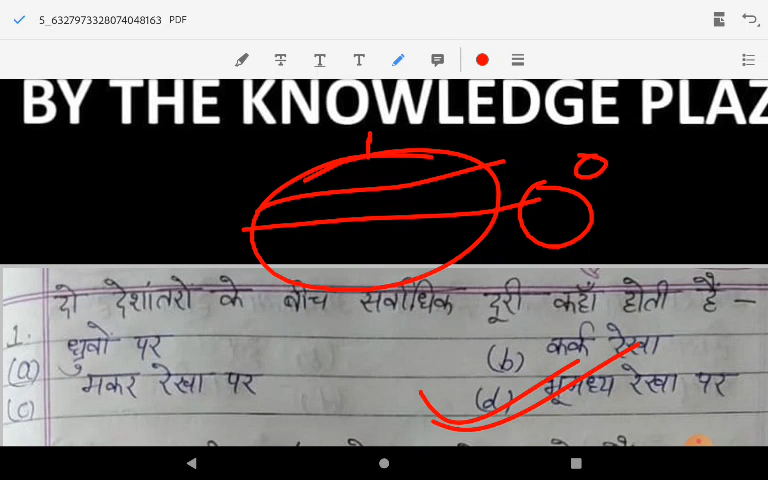 5_6327973328074048163 PDF
BY THE KNOWLEDGE PLAZ
1. दो देशांतरों के बीच सर्वाधिक दूरी कहाँ होती है –
(a) ध्रुवों पर (b) कर्क रेखा
(c) मकर रेखा पर (d) भूमध्य रेखा पर